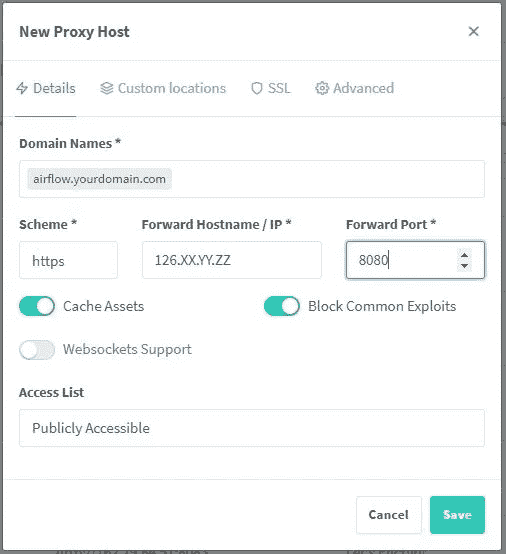 New Proxy Host
Details Custom locations SSL Advanced
Domain Names *
airflow.yourdomain.com
Scheme * Forward Hostname / IP * Forward Port *
https 126.XX.YY.ZZ 8080
Cache Assets Block Common Exploits
Websockets Support
Access List
Publicly Accessible
Cancel Save